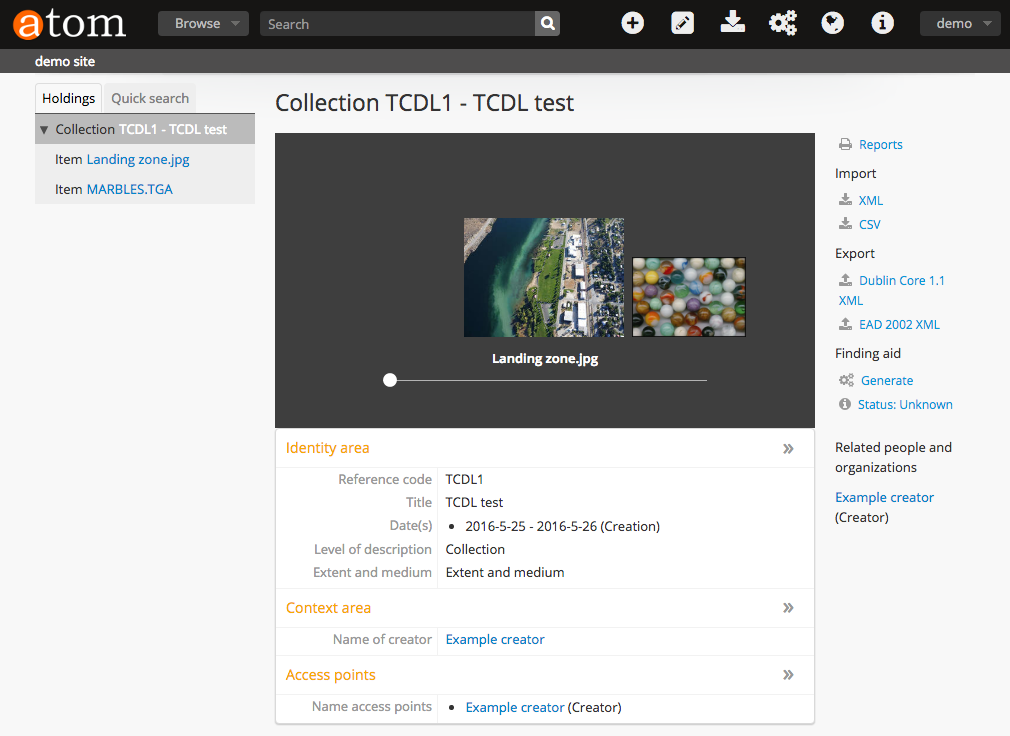 atom
Browse
Search
demo
demo site
Holdings
Quick search
Collection TCDL1 - TCDL test
Item Landing zone.jpg
Item MARBLES.TGA
Collection TCDL1 - TCDL test
Landing zone.jpg
Identity area
Reference code TCDL1
Title TCDL test
Date(s) • 2016-5-25 - 2016-5-26 (Creation)
Level of description Collection
Extent and medium Extent and medium
Context area
Name of creator Example creator
Access points
Name access points • Example creator (Creator)
Reports
Import
XML
CSV
Export
Dublin Core 1.1
XML
EAD 2002 XML
Finding aid
Generate
Status: Unknown
Related people and
organizations
Example creator
(Creator)